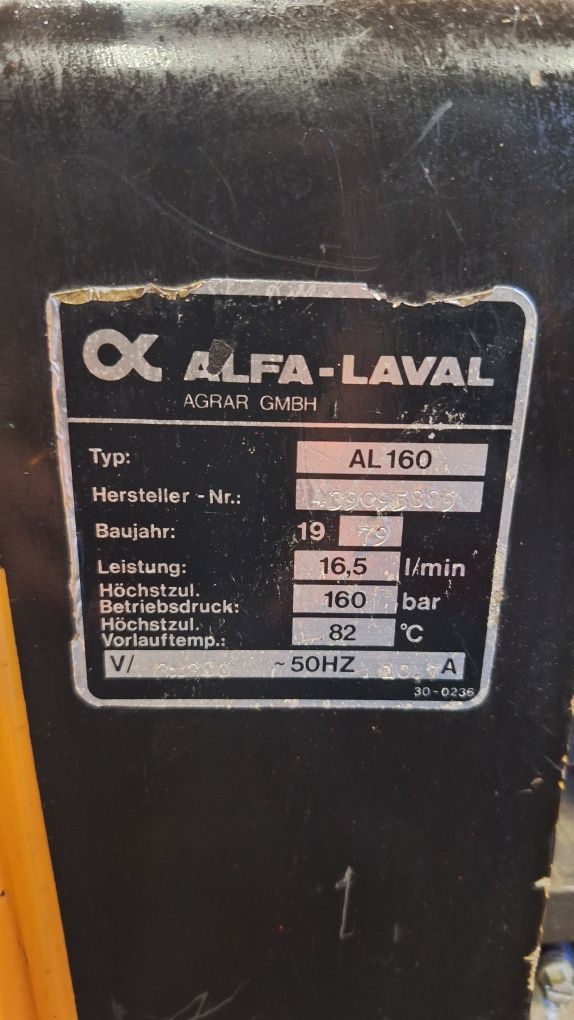 ALFA-LAVAL
AGRAR GMBH
Typ: AL 160
Hersteller-Nr.:
Baujahr: 19 79
Leistung: 16,5 l/min
Höchstzul.
Betriebsdruck: 160 bar
Höchstzul.
Vorlauftemp.: 82 °C
V/ ~50HZ A
30-0236
1